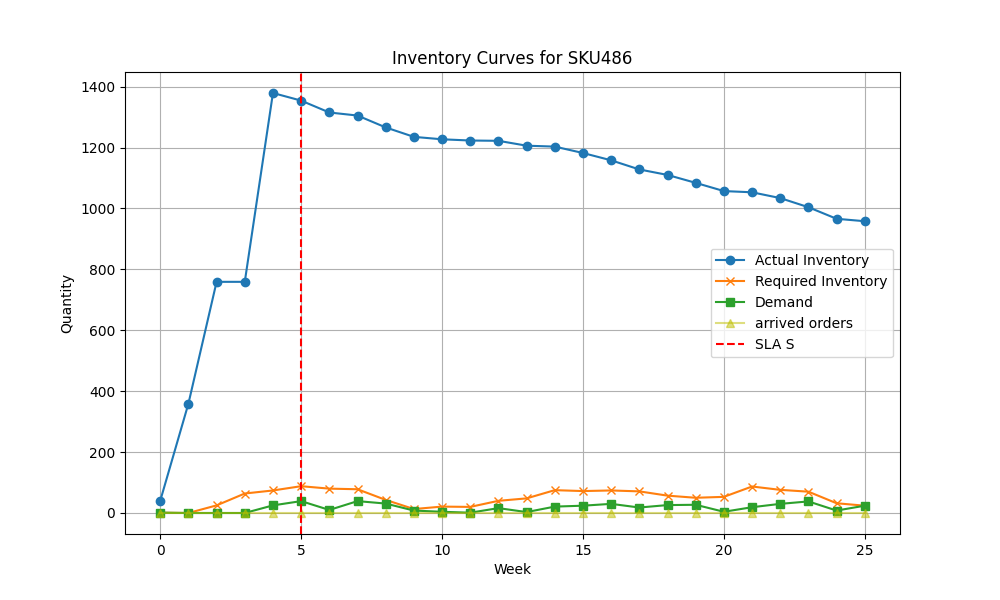 Inventory Curves for SKU486
1400
1200
1000
800
600
400
200
0
Quantity
Actual Inventory
Required Inventory
Demand
arrived orders
SLA S
0 5 10 15 20 25
Week